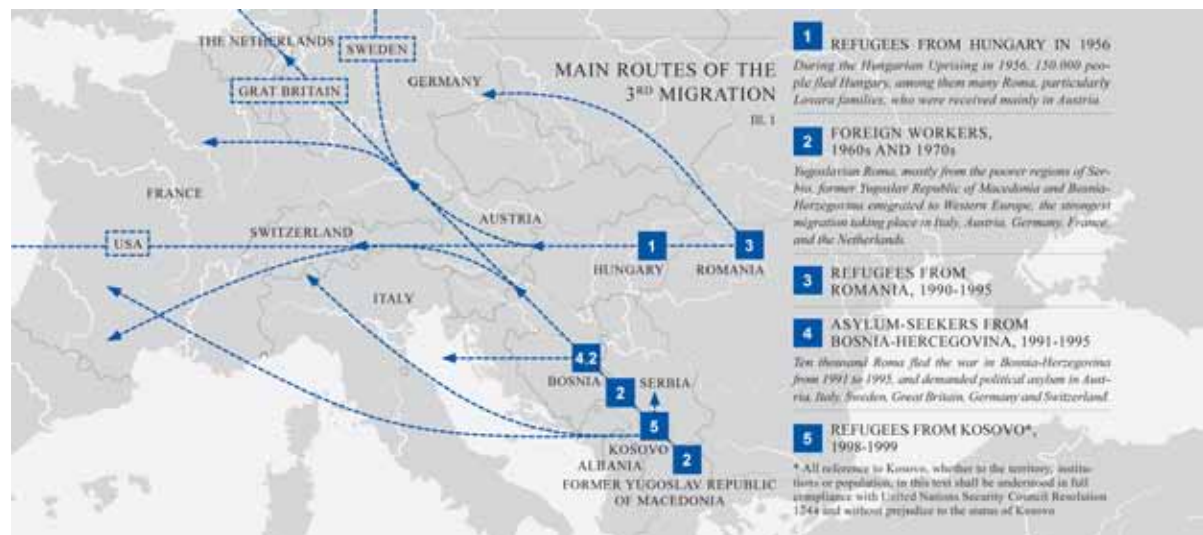 THE NETHERLANDS
SWEDEN
GRAT BRITAIN
GERMANY
MAIN ROUTES OF THE
3RD MIGRATION
Ill. 1
FRANCE
AUSTRIA
USA
SWITZERLAND
1
3
HUNGARY
ROMANIA
ITALY
4.2
BOSNIA
SERBIA
2
5
KOSOVO
2
ALBANIA
FORMER YUGOSLAV REPUBLIC
OF MACEDONIA
1 REFUGEES FROM HUNGARY IN 1956
During the Hungarian Uprising in 1956, 150.000 peo-
ple fled Hungary, among them many Roma, particularly
Lovara families, who were received mainly in Austria.
2 FOREIGN WORKERS,
1960s AND 1970s
Yugoslavian Roma, mostly from the poorer regions of Ser-
bia, former Yugoslav Republic of Macedonia and Bosnia-
Herzegovina emigrated to Western Europe, the strongest
migration taking place in Italy, Austria, Germany, France,
and the Netherlands.
3 REFUGEES FROM
ROMANIA, 1990-1995
4 ASYLUM-SEEKERS FROM
BOSNIA-HERCEGOVINA, 1991-1995
Ten thousand Roma fled the war in Bosnia-Herzegovina
from 1991 to 1995, and demanded political asylum in Aust-
ria, Italy, Sweden, Great Britain, Germany and Switzerland.
5 REFUGEES FROM KOSOVO*,
1998-1999
* All reference to Kosovo, whether to the territory, institu-
tions or population, in this text shall be understood in full
compliance with United Nations Security Council Resolution
1244 and without prejudice to the status of Kosovo